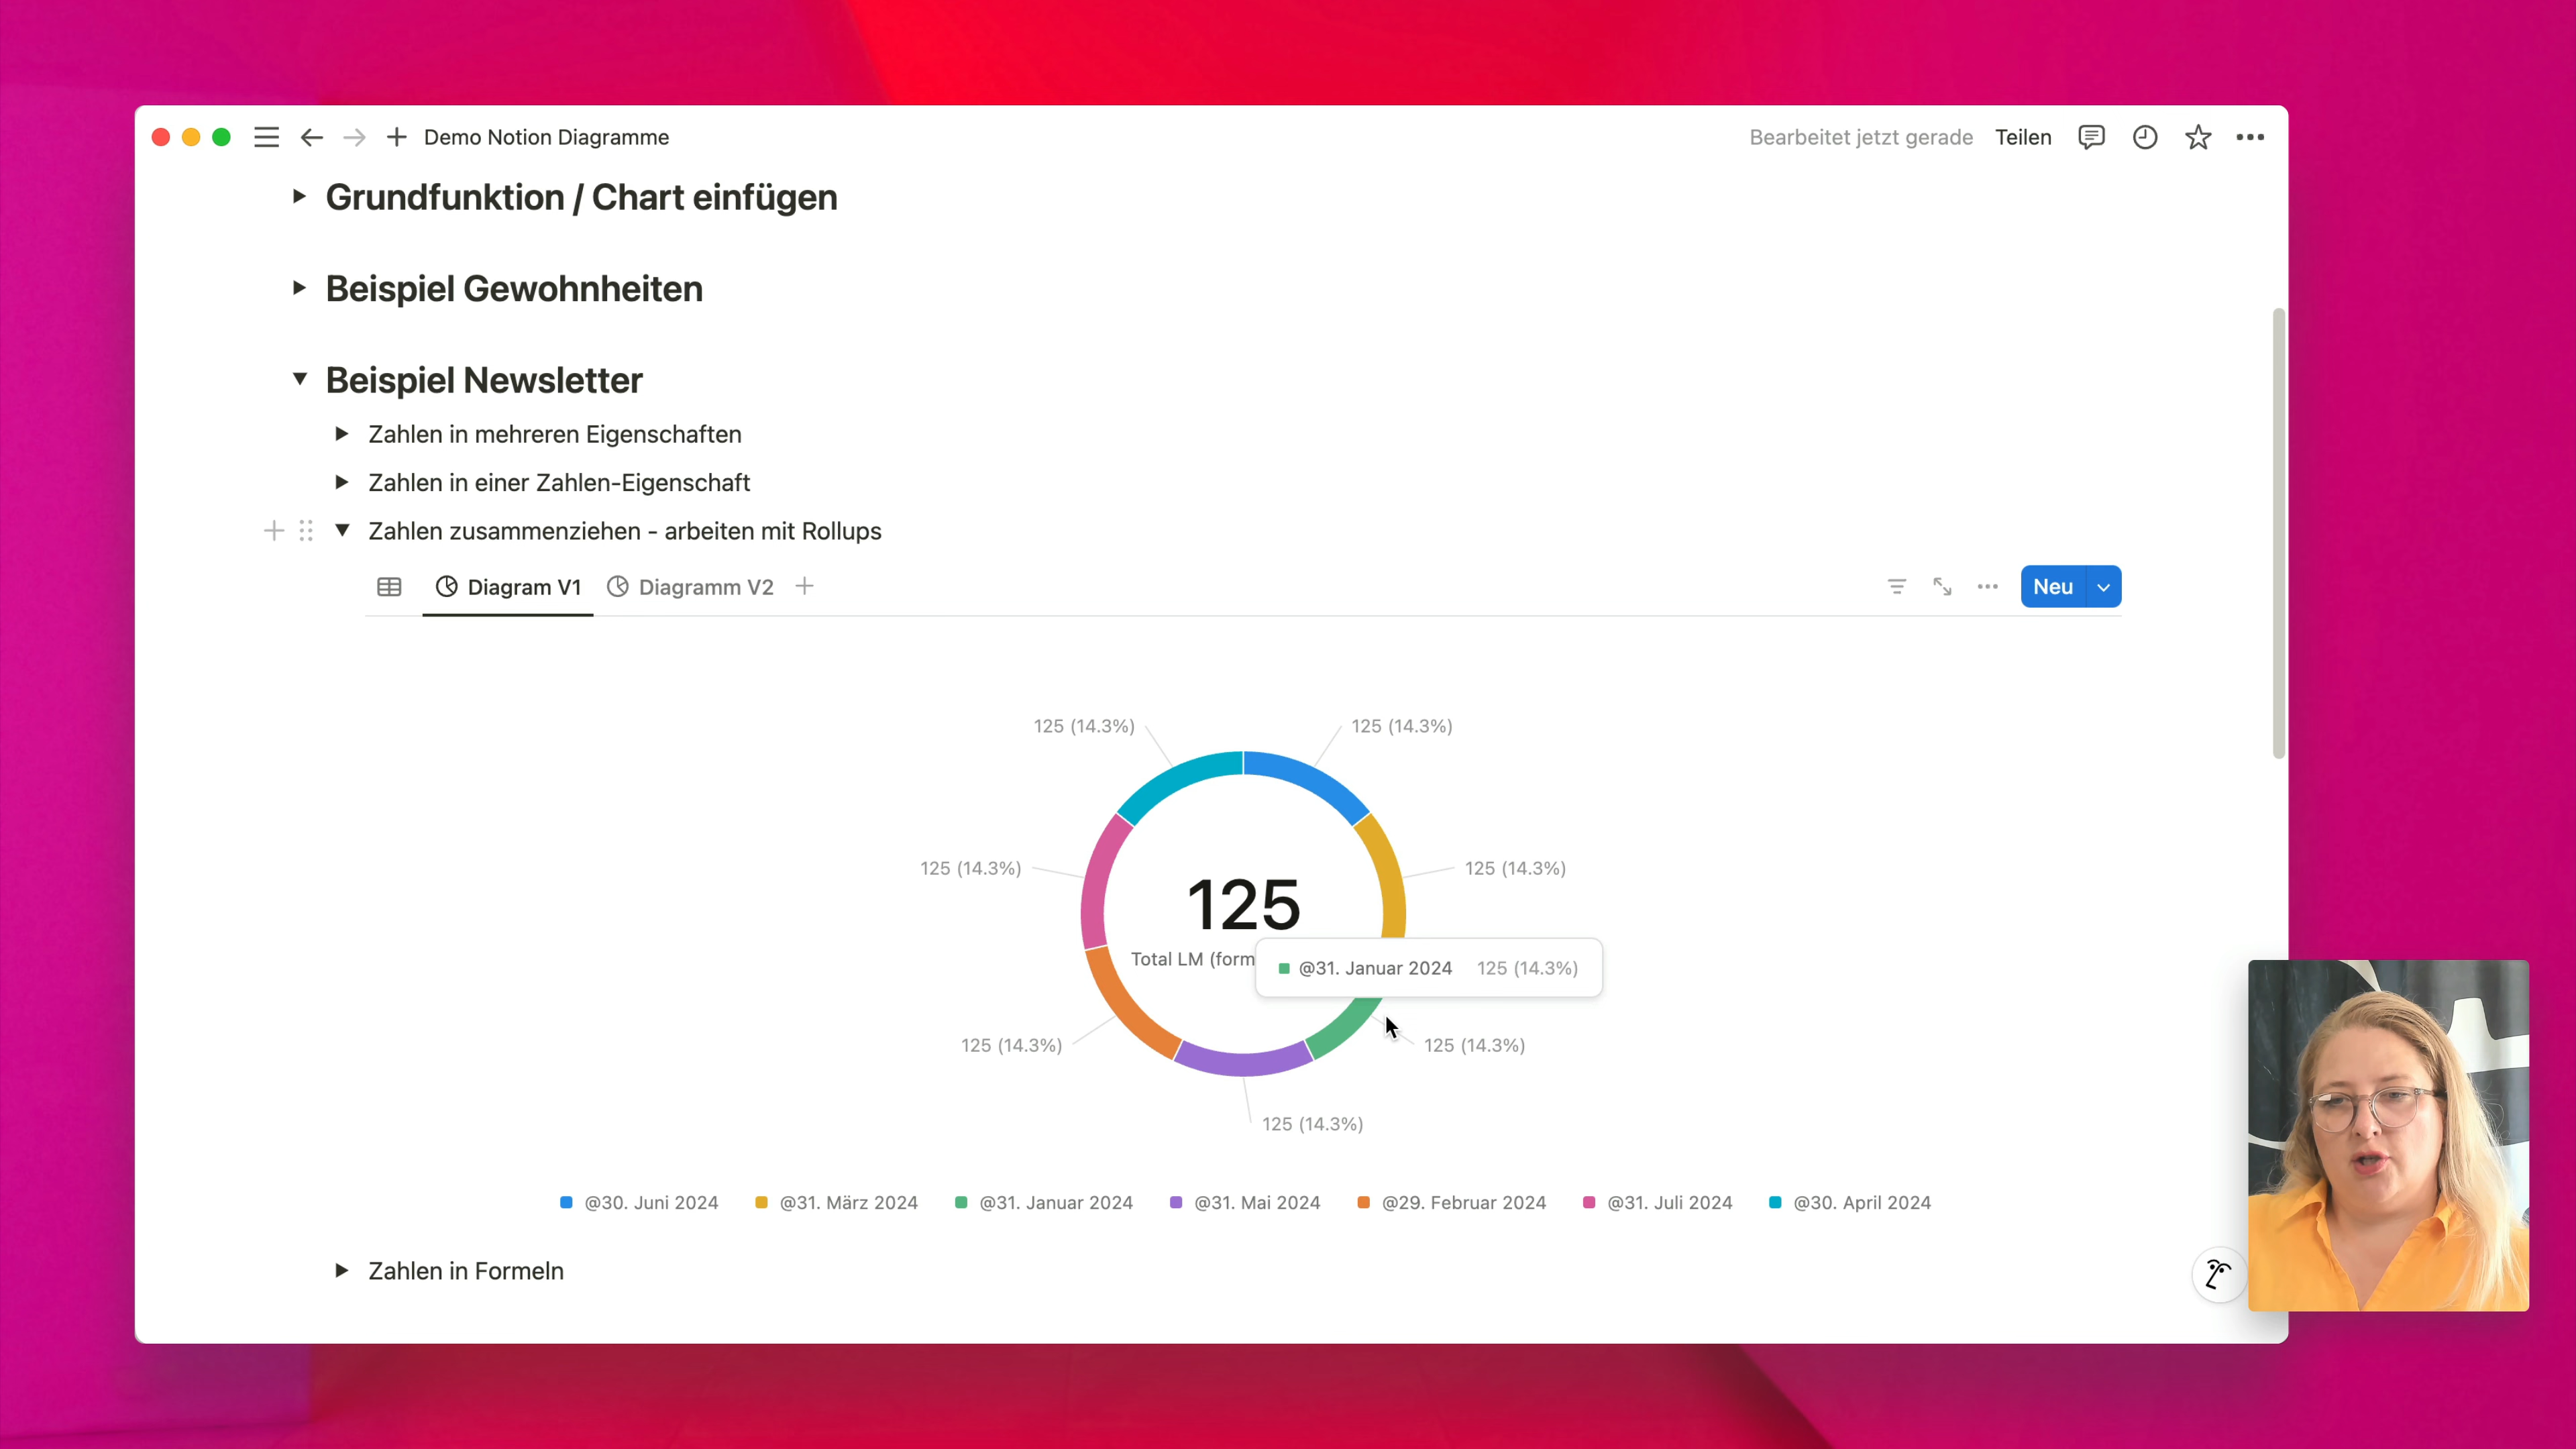 Demo Notion Diagramme
Bearbeitet jetzt gerade Teilen
Grundfunktion / Chart einfügen
Beispiel Gewohnheiten
Beispiel Newsletter
Zahlen in mehreren Eigenschaften
Zahlen in einer Zahlen-Eigenschaft
Zahlen zusammenziehen - arbeiten mit Rollups
Diagram V1 Diagramm V2
Neu
125 (14.3%) 125 (14.3%)
125 (14.3%) 125 (14.3%)
125
Total LM (form
@31. Januar 2024 125 (14.3%)
125 (14.3%) 125 (14.3%)
125 (14.3%)
@30. Juni 2024 @31. März 2024 @31. Januar 2024 @31. Mai 2024 @29. Februar 2024 @31. Juli 2024 @30. April 2024
Zahlen in Formeln